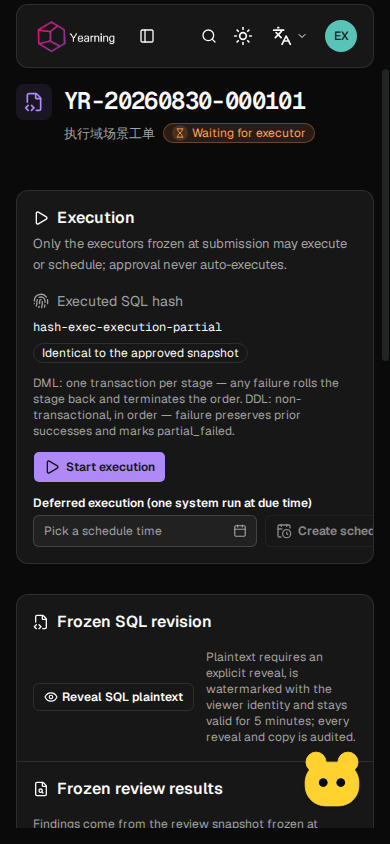 Yearning
EX
YR-20260830-000101
执行域场景工单 Waiting for executor
Execution
Only the executors frozen at submission may execute
or schedule; approval never auto-executes.
Executed SQL hash
hash-exec-execution-partial
Identical to the approved snapshot
DML: one transaction per stage — any failure rolls the
stage back and terminates the order. DDL: non-
transactional, in order — failure preserves prior
successes and marks partial_failed.
Start execution
Deferred execution (one system run at due time)
Pick a schedule time
Create sched
Frozen SQL revision
Reveal SQL plaintext
Plaintext requires an
explicit reveal, is
watermarked with the
viewer identity and stays
valid for 5 minutes; every
reveal and copy is audited.
Frozen review results
Findings come from the review snapshot frozen at